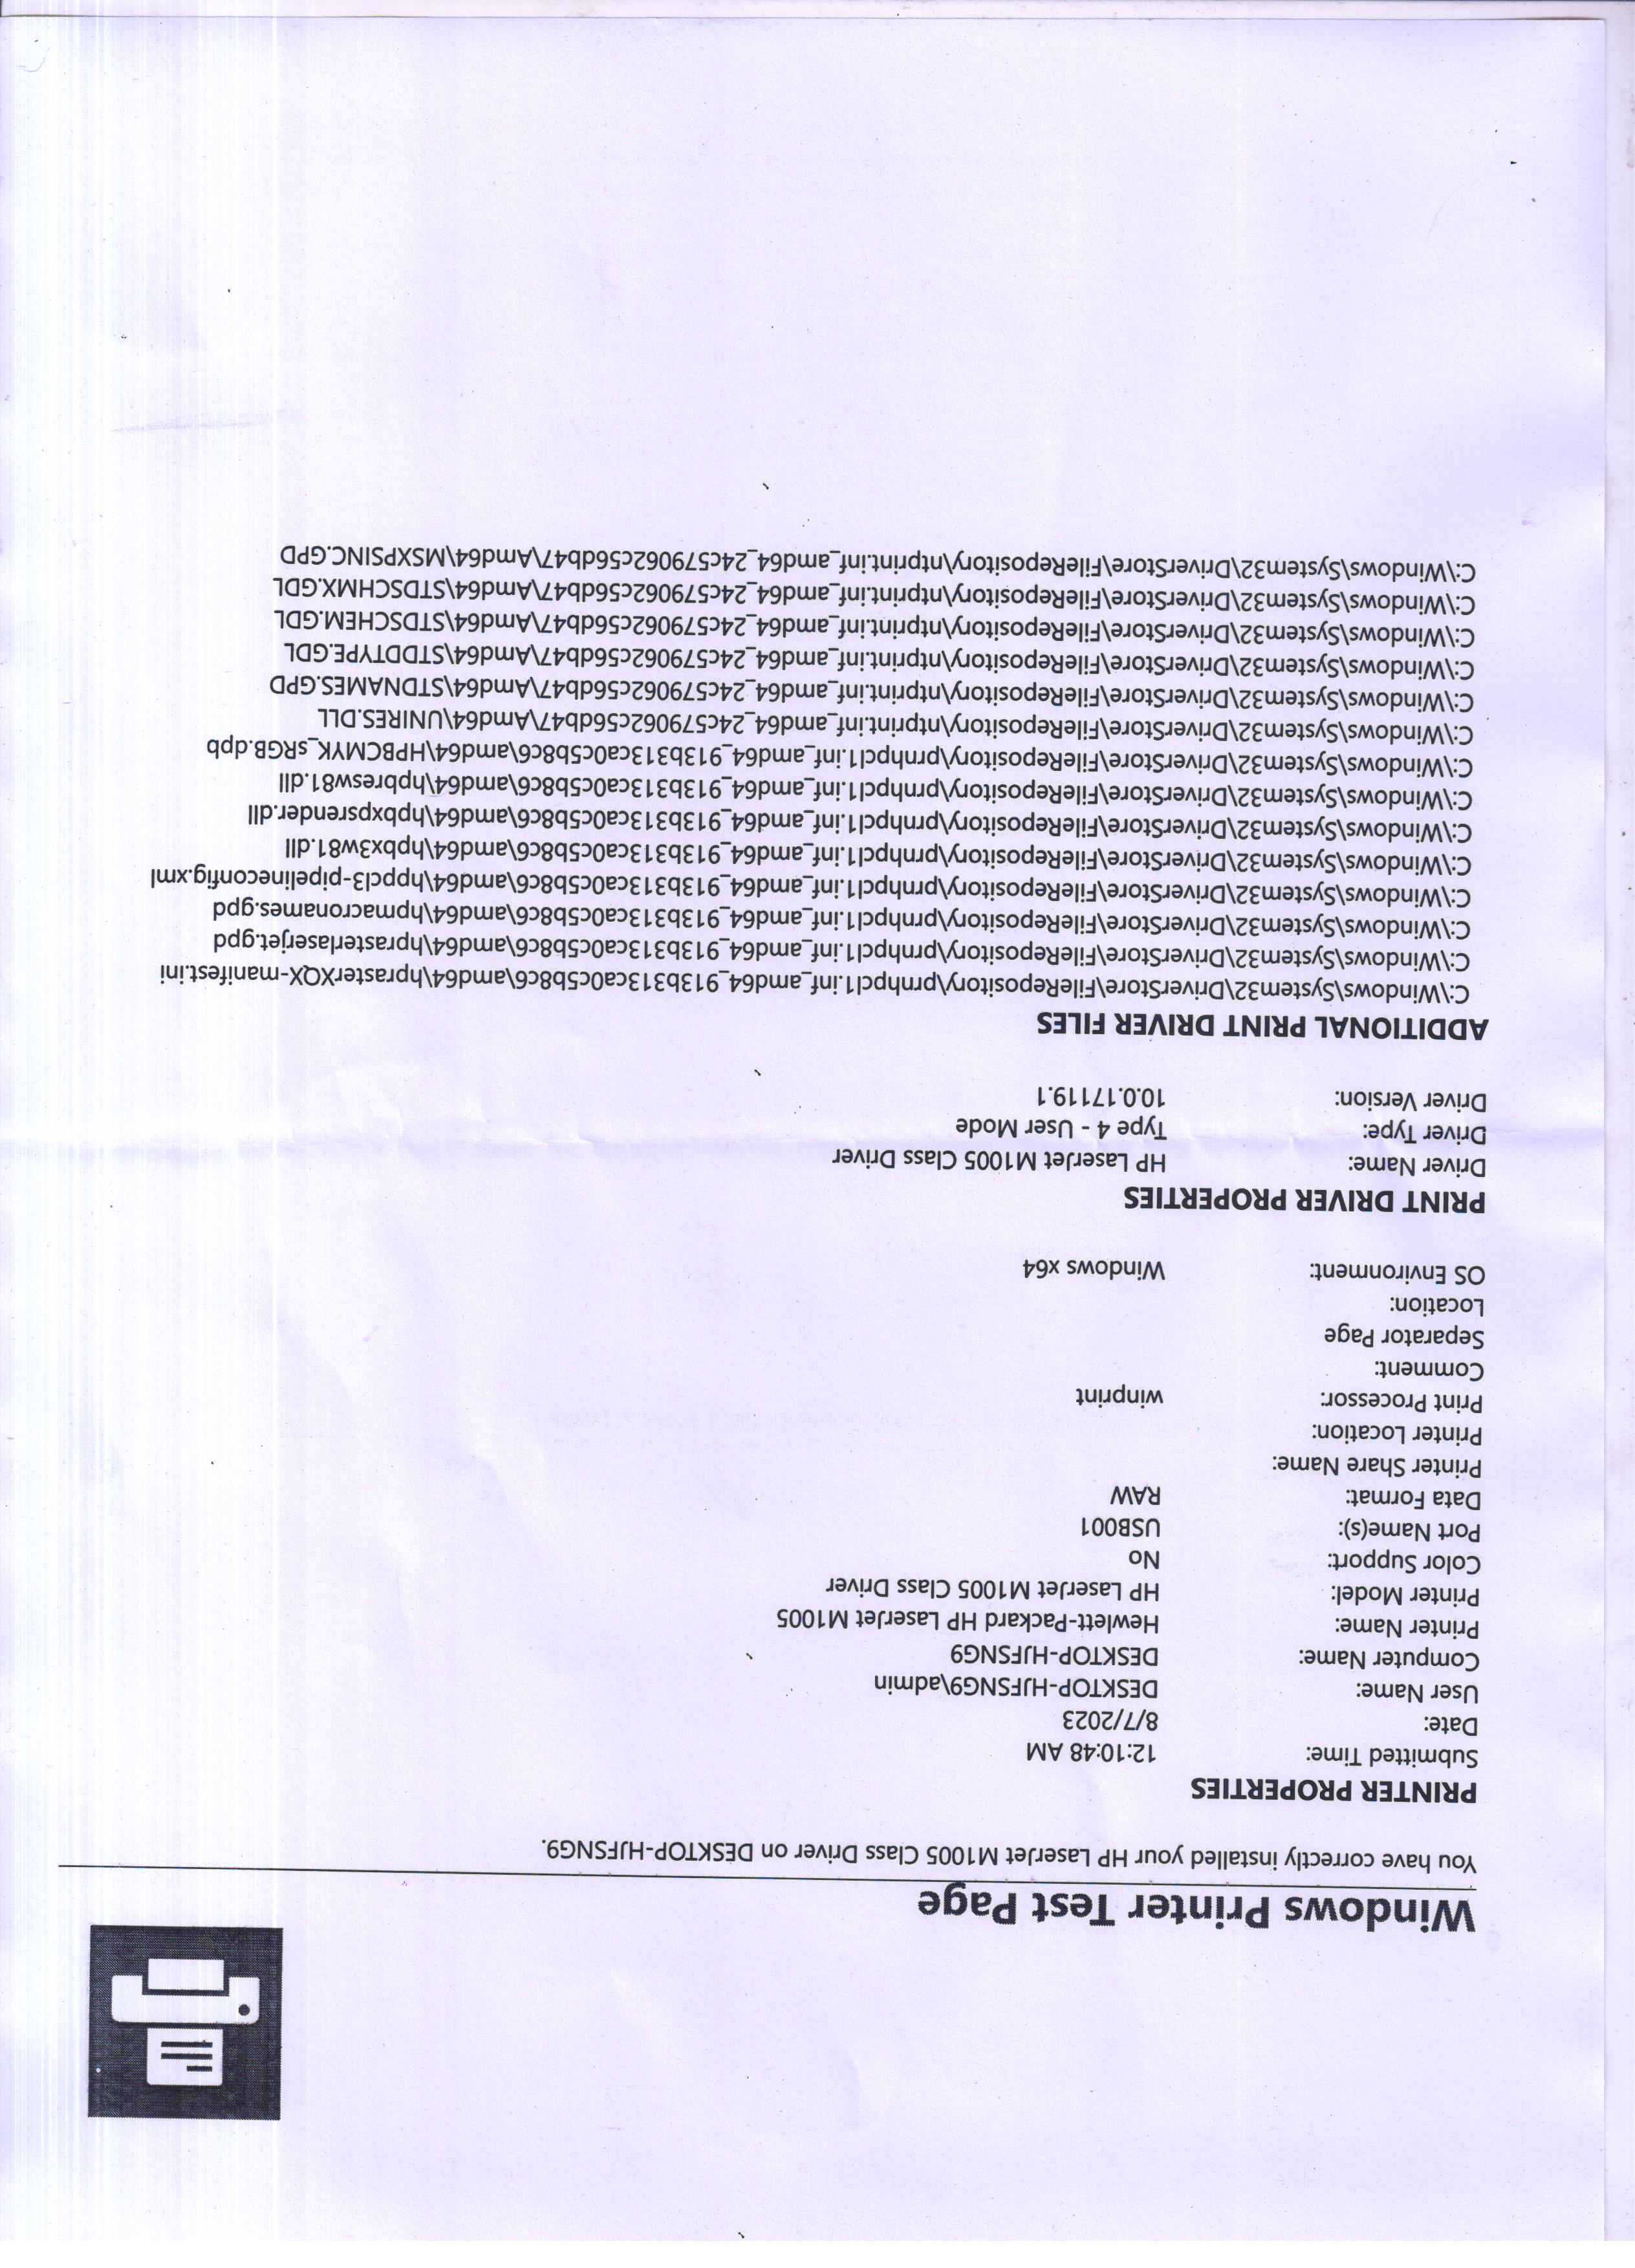 Windows Printer Test Page
You have correctly installed your HP LaserJet M1005 Class Driver on DESKTOP-HJFSNG9.
PRINTER PROPERTIES
Submitted Time: 12:10:48 AM
Date: 8/7/2023
User Name: DESKTOP-HJFSNG9\admin
Computer Name: DESKTOP-HJFSNG9
Printer Name: Hewlett-Packard HP LaserJet M1005
Printer Model: HP LaserJet M1005 Class Driver
Color Support: No
Port Name(s): USB001
Data Format: RAW
Printer Share Name:
Printer Location:
Print Processor: winprint
Comment:
Separator Page
Location:
OS Environment: Windows x64
PRINT DRIVER PROPERTIES
Driver Name: HP LaserJet M1005 Class Driver
Driver Type: Type 4 - User Mode
Driver Version: 10.0.17119.1
ADDITIONAL PRINT DRIVER FILES
C:\Windows\System32\DriverStore\FileRepository\prnhpcl1.inf_amd64_913b313ca0c5b8c6\amd64\hprasterXQX-manifest.ini
C:\Windows\System32\DriverStore\FileRepository\prnhpcl1.inf_amd64_913b313ca0c5b8c6\amd64\hprasterlaserjet.gpd
C:\Windows\System32\DriverStore\FileRepository\prnhpcl1.inf_amd64_913b313ca0c5b8c6\amd64\hpmacronames.gpd
C:\Windows\System32\DriverStore\FileRepository\prnhpcl1.inf_amd64_913b313ca0c5b8c6\amd64\hppcl3-pipelineconfig.xml
C:\Windows\System32\DriverStore\FileRepository\prnhpcl1.inf_amd64_913b313ca0c5b8c6\amd64\hpbx3w81.dll
C:\Windows\System32\DriverStore\FileRepository\prnhpcl1.inf_amd64_913b313ca0c5b8c6\amd64\hpbxpsrender.dll
C:\Windows\System32\DriverStore\FileRepository\prnhpcl1.inf_amd64_913b313ca0c5b8c6\amd64\hpbresw81.dll
C:\Windows\System32\DriverStore\FileRepository\prnhpcl1.inf_amd64_913b313ca0c5b8c6\amd64\HPBCMYK_sRGB.dpb
C:\Windows\System32\DriverStore\FileRepository\ntprint.inf_amd64_24c579062c56db47\Amd64\UNIRES.DLL
C:\Windows\System32\DriverStore\FileRepository\ntprint.inf_amd64_24c579062c56db47\Amd64\STDNAMES.GPD
C:\Windows\System32\DriverStore\FileRepository\ntprint.inf_amd64_24c579062c56db47\Amd64\STDDTYPE.GDL
C:\Windows\System32\DriverStore\FileRepository\ntprint.inf_amd64_24c579062c56db47\Amd64\STDSCHEM.GDL
C:\Windows\System32\DriverStore\FileRepository\ntprint.inf_amd64_24c579062c56db47\Amd64\STDSCHMX.GDL
C:\Windows\System32\DriverStore\FileRepository\ntprint.inf_amd64_24c579062c56db47\Amd64\MSXPSINC.GPD